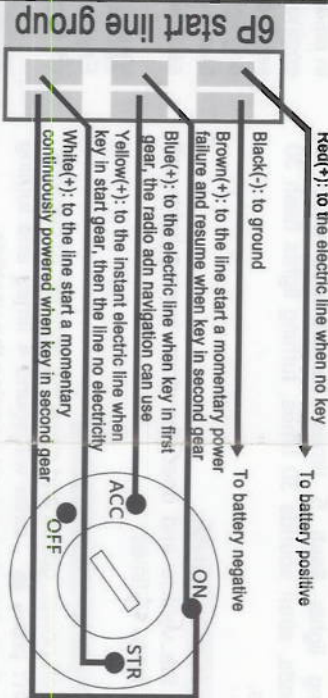 6P start line group
Red(+): to the electric line when no key
To battery positive
Black(-): to ground
To battery negative
Brown(+): to the line start a momentary power
failure and resume when key in second gear
Blue(+): to the electric line when key in first
gear, the radio adn navigation can use
Yellow(+): to the instant electric line when
key in start gear, then the line no electricity
White(+): to the line start a momentary
continuously powered when key in second gear
ON
ACC
OFF
STR